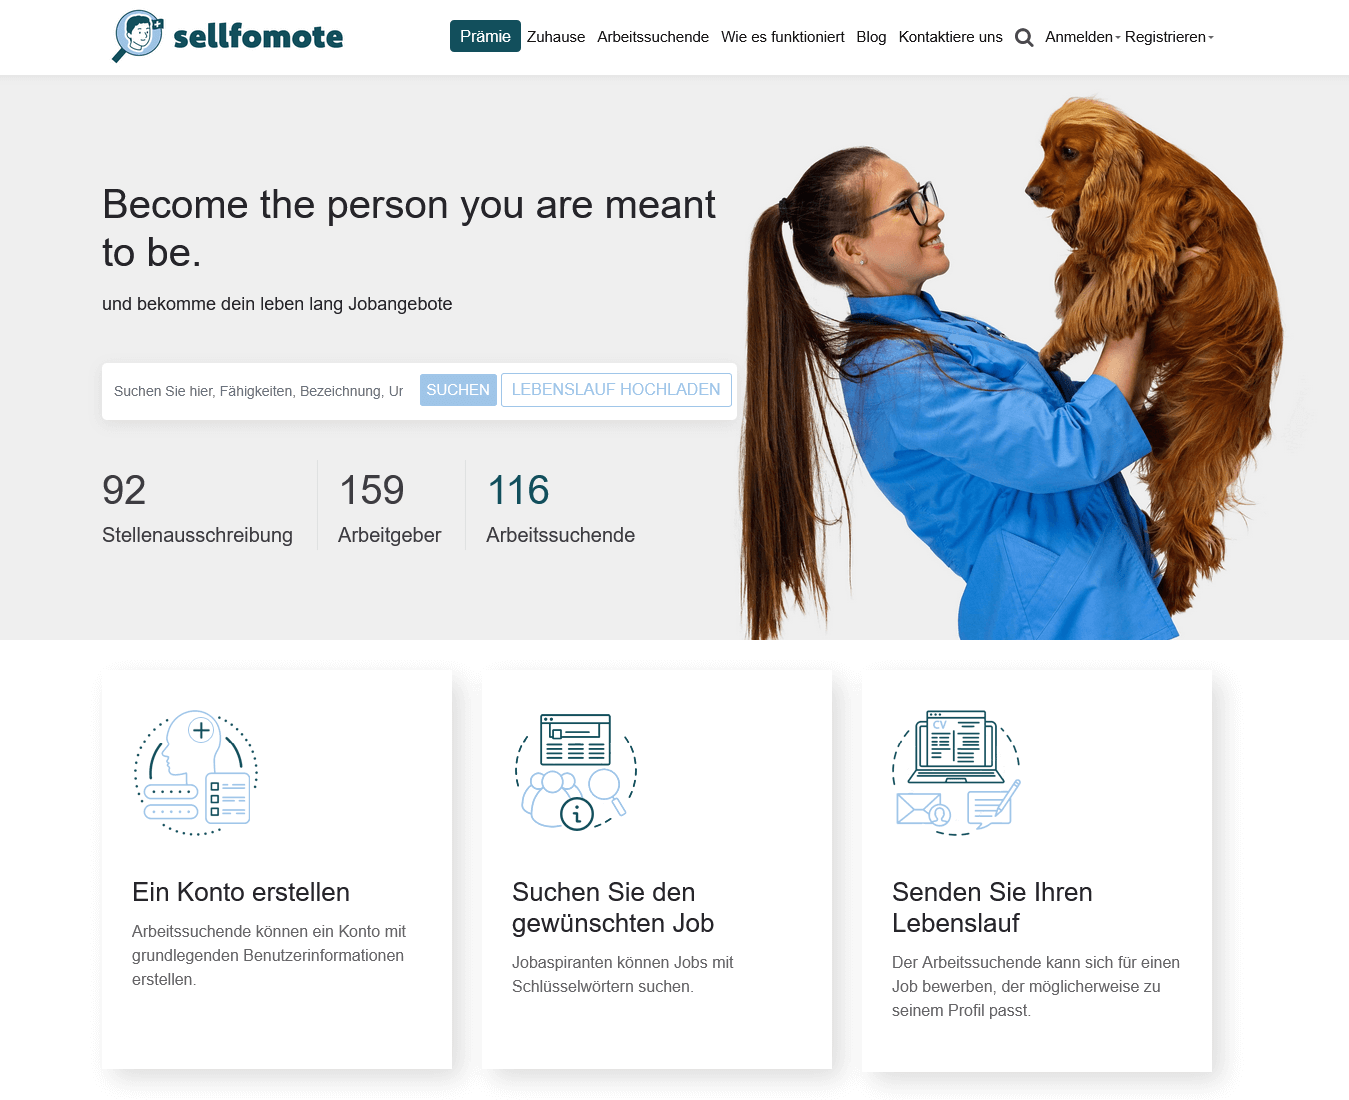 sellfomote
Prämie Zuhause Arbeitssuchende Wie es funktioniert Blog Kontaktiere uns Anmelden Registrieren
Become the person you are meant
to be.
und bekomme dein leben lang Jobangebote
Suchen Sie hier, Fähigkeiten, Bezeichnung, Ur SUCHEN LEBENSLAUF HOCHLADEN
92 159 116
Stellenausschreibung Arbeitgeber Arbeitssuchende
CV
Ein Konto erstellen
Arbeitssuchende können ein Konto mit
grundlegenden Benutzerinformationen
erstellen.
Suchen Sie den
gewünschten Job
Jobaspiranten können Jobs mit
Schlüsselwörtern suchen.
Senden Sie Ihren
Lebenslauf
Der Arbeitssuchende kann sich für einen
Job bewerben, der möglicherweise zu
seinem Profil passt.